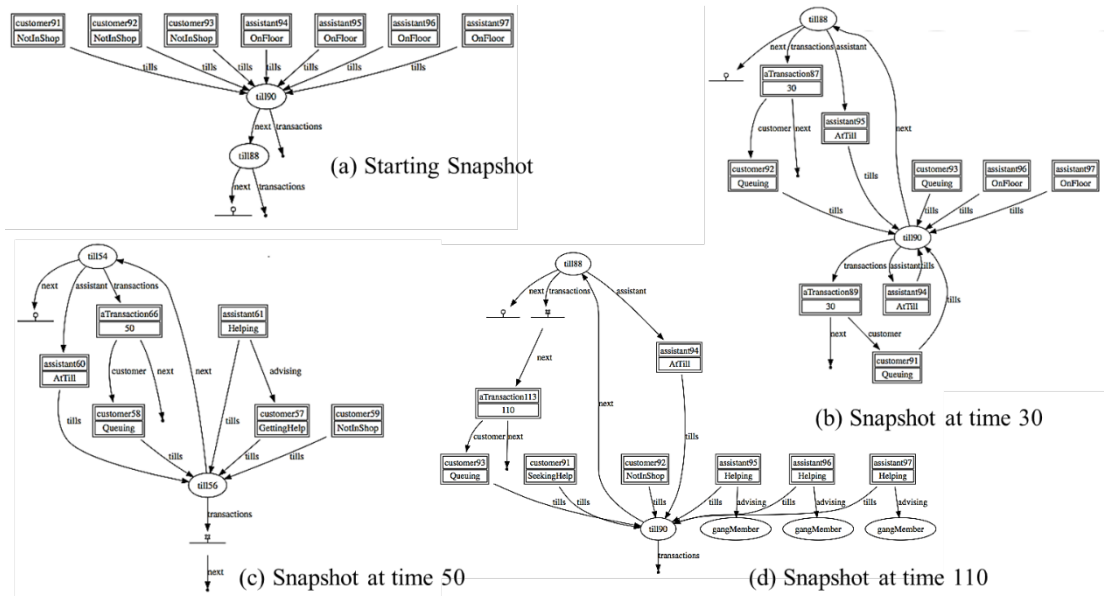 customer91 customer92 customer93 assistant94 assistant95 assistant96 assistant97
NotInShop NotInShop NotInShop OnFloor OnFloor OnFloor OnFloor
tills tills tills tills tills tills tills
till90
next transactions
till88
next transactions
(a) Starting Snapshot
till88
next transactions assistant
aTransaction87
30
assistant95
AtTill
customer next next
customer92 customer93 assistant96 assistant97
Queuing Queuing OnFloor OnFloor
tills tills tills tills tills
till90
transactions assistant tills
aTransaction89 assistant94
30 AtTill
tills
next customer
customer91
Queuing
(b) Snapshot at time 30
till54
next assistant transactions
aTransaction66 assistant61
50 Helping
assistant60
AtTill
customer next next advising
customer58 customer57 customer59
Queuing GettingHelp NotInShop
tills tills tills tills tills
till56
transactions
next
(c) Snapshot at time 50
till88
next transactions assistant
next
assistant94
AtTill
aTransaction113
110
next
customer next tills
customer93 customer91 customer92 assistant95 assistant96 assistant97
Queuing SeekingHelp NotInShop Helping Helping Helping
tills tills tills tills advising tills advising tills advising
till90 gangMember gangMember gangMember
transactions
(d) Snapshot at time 110